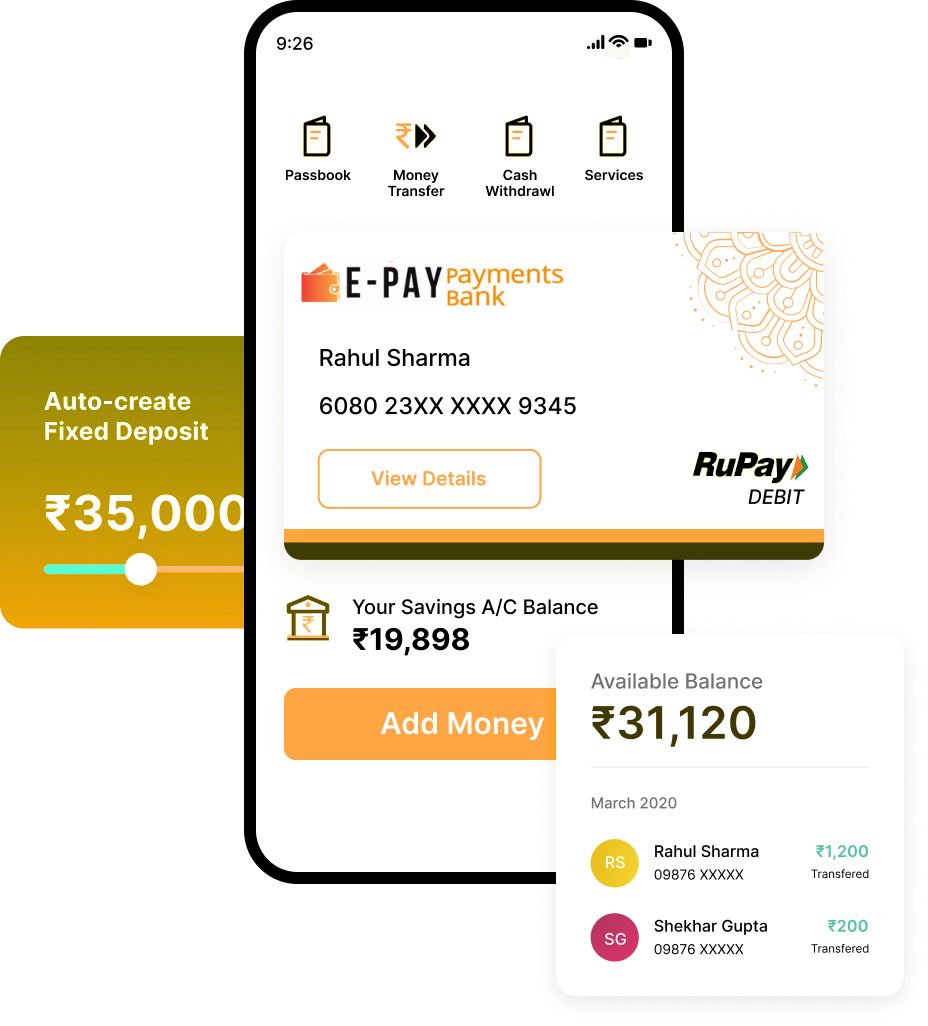 9:26
Passbook
Money
Transfer
Cash
Withdrawl
Services
E-PAY Payments
Bank
Rahul Sharma
6080 23XX XXXX 9345
View Details
RuPay
DEBIT
Auto-create
Fixed Deposit
₹35,000
Your Savings A/C Balance
₹19,898
Add Money
Available Balance
₹31,120
March 2020
RS
Rahul Sharma
₹1,200
09876 XXXXX
Transfered
SG
Shekhar Gupta
₹200
09876 XXXXX
Transfered